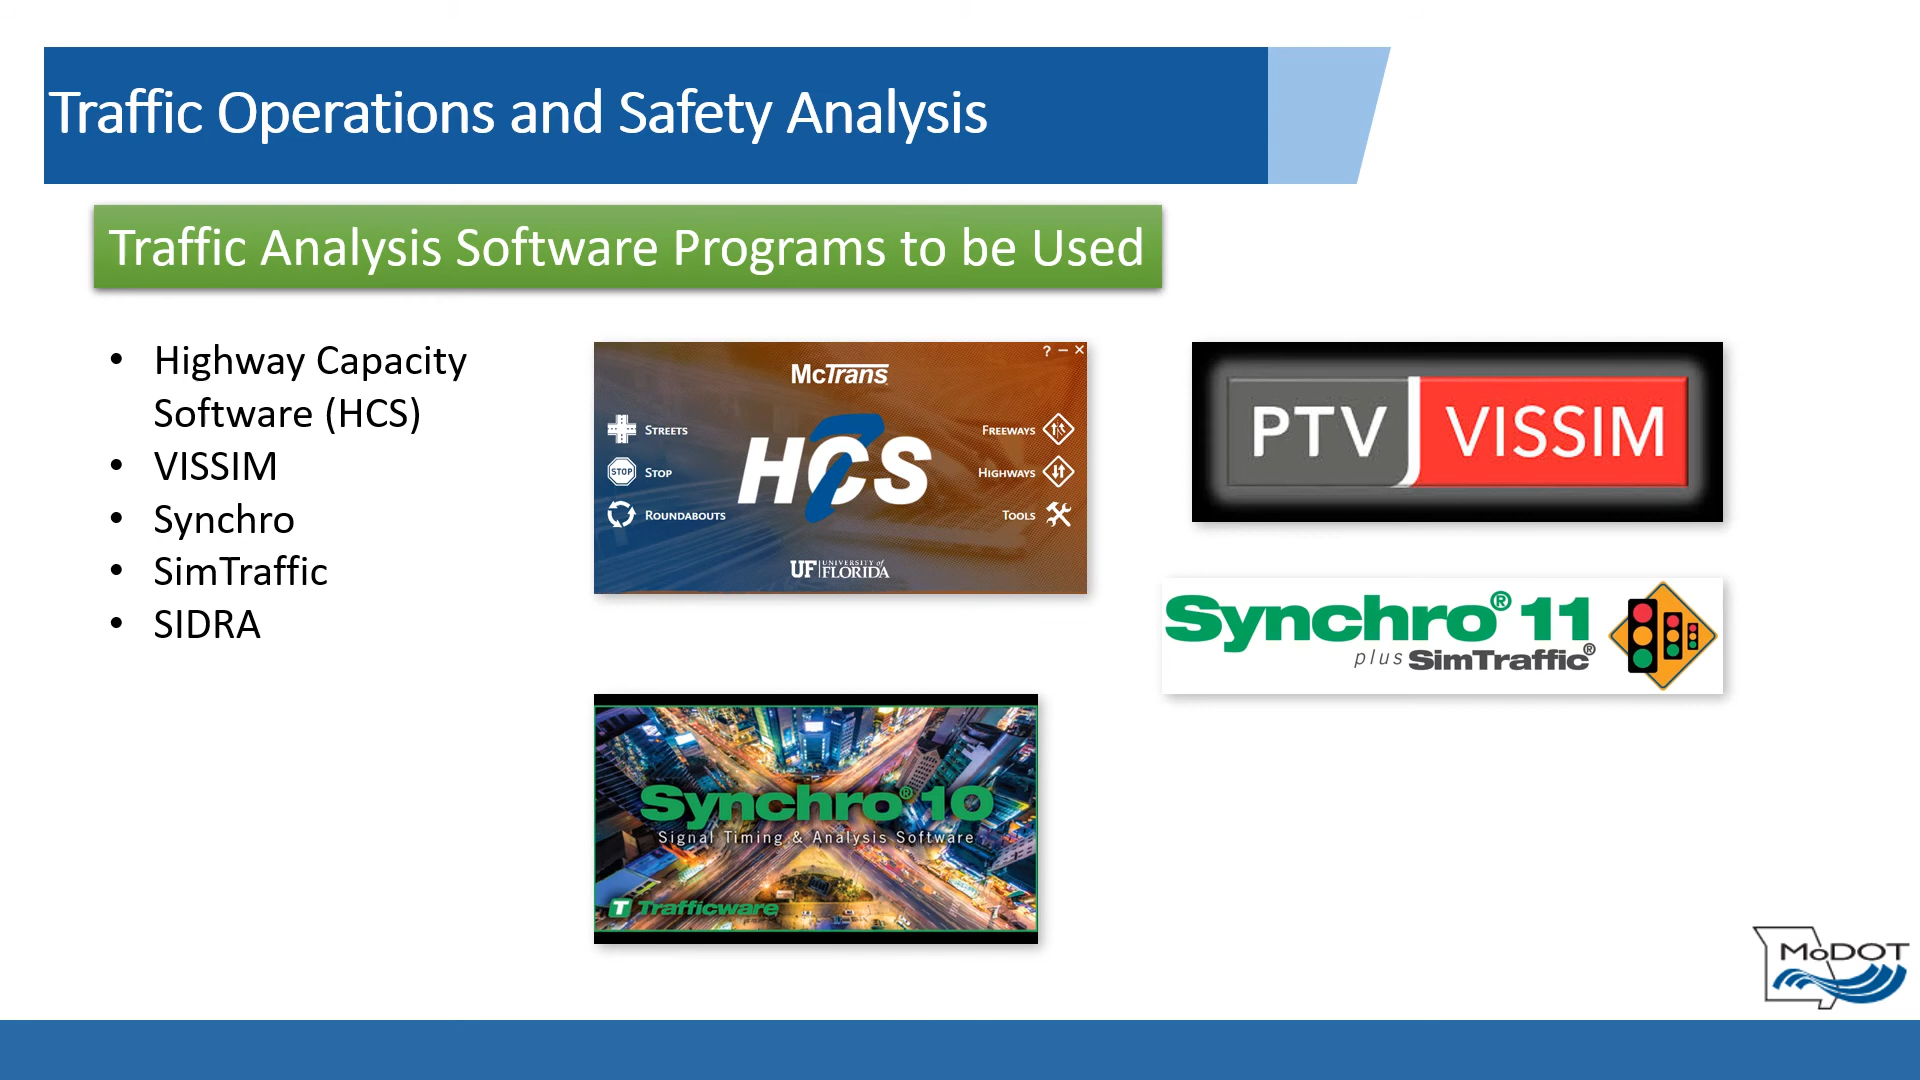 Traffic Operations and Safety Analysis
Traffic Analysis Software Programs to be Used
• Highway Capacity
Software (HCS)
• VISSIM
• Synchro
• SimTraffic
• SIDRA
? – ×
McTrans
STREETS
STOP
STOP
ROUNDABOUTS
HCS
7
FREEWAYS
HIGHWAYS
TOOLS
UF UNIVERSITY of
FLORIDA
PTV VISSIM
Synchro® 11
plus SimTraffic®
Synchro® 10
Signal Timing & Analysis Software
T Trafficware
MoDOT